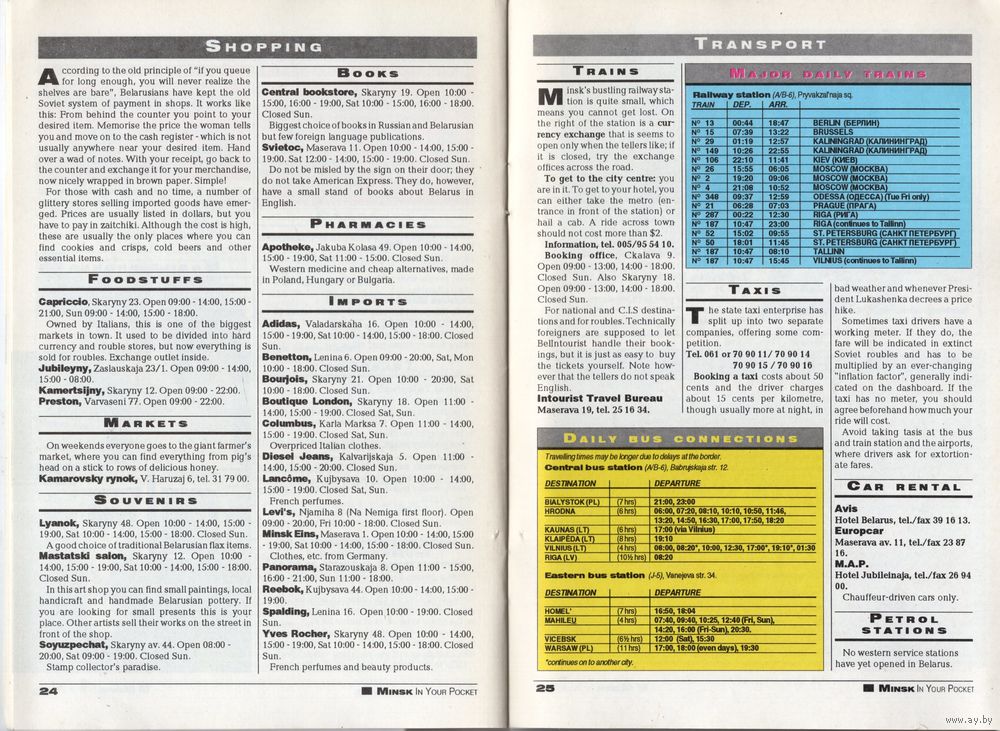 SHOPPING
According to the old principle of "if you queue
for long enough, you will never realize the
shelves are bare", Belarusians have kept the old
Soviet system of payment in shops. It works like
this: From behind the counter you point to your
desired item. Memorise the price the woman tells
you and move on to the cash register - which is not
usually anywhere near your desired item. Hand
over a wad of notes. With your receipt, go back to
the counter and exchange it for your merchandise,
now nicely wrapped in brown paper. Simple!
For those with cash and no time, a number of
glittery stores selling imported goods have emer-
ged. Prices are usually listed in dollars, but you
have to pay in zaitchiki. Although the cost is high,
these are usually the only places where you can
find cookies and crisps, cold beers and other
essential items.
FOODSTUFFS
Capriccio, Skaryny 23. Open 09:00 - 14:00, 15:00 -
21:00, Sun 09:00 - 14:00, 15:00 - 18:00.
Owned by Italians, this is one of the biggest
markets in town. It used to be divided into hard
currency and rouble stores, but now everything is
sold for roubles. Exchange outlet inside.
Jubileyny, Zaslauskaja 23/1. Open 09:00 - 14:00,
15:00 - 08:00.
Kamertsijny, Skaryny 12. Open 09:00 - 22:00.
Preston, Varvaseni 77. Open 09:00 - 22:00.
MARKETS
On weekends everyone goes to the giant farmer's
market, where you can find everything from pig's
head on a stick to rows of delicious honey.
Kamarovsky rynok, V. Haruzaj 6, tel. 31 79 00.
SOUVENIRS
Lyanok, Skaryny 48. Open 10:00 - 14:00, 15:00 -
19:00, Sat 10:00 - 14:00, 15:00 - 18:00. Closed Sun.
A good choice of traditional Belarusian flax items.
Mastatski salon, Skaryny 12. Open 10:00 -
14:00, 15:00 - 19:00, Sat 10:00 - 14:00, 15:00 - 18:00.
Closed Sun.
In this art shop you can find small paintings, local
handicraft and handmade Belarusian pottery. If
you are looking for small presents this is your
place. Other artists sell their works on the street in
front of the shop.
Soyuzpechat, Skaryny av. 44. Open 08:00 -
20:00, Sat 09:00 - 19:00. Closed Sun.
Stamp collector's paradise.
BOOKS
Central bookstore, Skaryny 19. Open 10:00 -
15:00, 16:00 - 19:00, Sat 10:00 - 15:00, 16:00 - 18:00.
Closed Sun.
Biggest choice of books in Russian and Belarusian
but few foreign language publications.
Svietoc, Maserava 11. Open 10:00 - 14:00, 15:00 -
19:00. Sat 12:00 - 14:00, 15:00 - 19:00. Closed Sun.
Do not be misled by the sign on their door; they
do not take American Express. They do, however,
have a small stand of books about Belarus in
English.
PHARMACIES
Apotheke, Jakuba Kolasa 49. Open 10:00 - 14:00,
15:00 - 19:00, Sat 11:00 - 15:00. Closed Sun.
Western medicine and cheap alternatives, made
in Poland, Hungary or Bulgaria.
IMPORTS
Adidas, Valadarskaha 16. Open 10:00 - 14:00,
15:00 - 19:00, Sat 10:00 - 14:00, 15:00 - 18:00. Closed
Sun.
Benetton, Lenina 6. Open 09:00 - 20:00, Sat, Mon
10:00 - 18:00. Closed Sun.
Bourjois, Skaryny 21. Open 10:00 - 20:00, Sat
10:00 - 18:00. Closed Sun.
Boutique London, Skaryny 18. Open 11:00 -
14:00, 15:00 - 19:00. Closed Sat, Sun.
Columbus, Karla Marksa 7. Open 11:00 - 14:00,
15:00 - 19:00. Closed Sat, Sun.
Overpriced Italian clothes.
Diesel Jeans, Kalvarijskaja 5. Open 11:00 -
14:00, 15:00 - 20:00. Closed Sun.
Lancôme, Kujbysava 10. Open 10:00 - 14:00,
15:00 - 19:00. Closed Sat, Sun.
French perfumes.
Levi's, Njamiha 8 (Na Nemiga first floor). Open
09:00 - 20:00, Fri 10:00 - 18:00. Closed Sun.
Minsk Eins, Maserava 1. Open 10:00 - 14:00, 15:00
- 19:00, Sat 10:00 - 14:00, 15:00 - 18:00. Closed Sun.
Clothes, etc. from Germany.
Panorama, Starazouskaja 8. Open 11:00 - 15:00,
16:00 - 21:00, Sun 11:00 - 18:00.
Reebok, Kujbysava 44. Open 10:00 - 14:00, 15:00 -
19:00.
Spalding, Lenina 16. Open 10:00 - 19:00. Closed
Sun.
Yves Rocher, Skaryny 48. Open 10:00 - 14:00,
15:00 - 19:00, Sat 10:00 - 14:00, 15:00 - 18:00. Closed
Sun.
French perfumes and beauty products.
24
MINSK IN YOUR POCKET
TRANSPORT
TRAINS
Minsk's bustling railway sta-
tion is quite small, which
means you cannot get lost. On
the right of the station is a cur-
rency exchange that is seems to
open only when the tellers like; if
it is closed, try the exchange
offices across the road.
To get to the city centre: you
are in it. To get to your hotel, you
can either take the metro (en-
trance in front of the station) or
hail a cab. A ride across town
should not cost more than $2.
Information, tel. 005/95 54 10.
Booking office, Ckalava 9.
Open 09:00 - 13:00, 14:00 - 18:00.
Closed Sun. Also Skaryny 18.
Open 09:00 - 13:00, 14:00 - 18:00.
Closed Sun.
For national and C.I.S destina-
tions and for roubles. Technically
foreigners are supposed to let
BelIntourist handle their book-
ings, but it is just as easy to buy
the tickets yourself. Note how-
ever that the tellers do not speak
English.
Intourist Travel Bureau
Maserava 19, tel. 25 16 34.
MAJOR DAILY TRAINS
Railway station (A/B-6), Pryvakzal'naja sq.
TRAIN DEP. ARR.
Nº 13 00:44 18:47 BERLIN (БЕРЛИН)
Nº 15 07:39 13:22 BRUSSELS
Nº 29 01:19 12:57 KALININGRAD (КАЛИНИНГРАД)
Nº 149 10:26 22:55 KALININGRAD (КАЛИНИНГРАД)
Nº 106 22:10 11:41 KIEV (КИЕВ)
Nº 26 15:55 06:05 MOSCOW (МОСКВА)
Nº 2 19:20 09:06 MOSCOW (МОСКВА)
Nº 4 21:08 10:52 MOSCOW (МОСКВА)
Nº 348 09:37 12:59 ODESSA (ОДЕССА) (Tue Fri only)
Nº 21 06:28 07:03 PRAGUE (ПРАГА)
Nº 287 00:22 12:30 RIGA (РИГА)
Nº 187 10:47 23:00 RIGA (continues to Tallinn)
Nº 52 15:02 09:55 ST. PETERSBURG (САНКТ ПЕТЕРБУРГ)
Nº 50 18:01 11:45 ST. PETERSBURG (САНКТ ПЕТЕРБУРГ)
Nº 187 10:47 08:10 TALLINN
Nº 187 10:47 15:45 VILNIUS (continues to Tallinn)
TAXIS
The state taxi enterprise has
split up into two separate
companies, offering some com-
petition.
Tel. 061 or 70 90 11 / 70 90 14
70 90 15 / 70 90 16
Booking a taxi costs about 50
cents and the driver charges
about 15 cents per kilometre,
though usually more at night, in
bad weather and whenever Presi-
dent Lukashenka decrees a price
hike.
Sometimes taxi drivers have a
working meter. If they do, the
fare will be indicated in extinct
Soviet roubles and has to be
multiplied by an ever-changing
"inflation factor", generally indi-
cated on the dashboard. If the
taxi has no meter, you should
agree beforehand how much your
ride will cost.
Avoid taking tasis at the bus
and train station and the airports,
where drivers ask for extortion-
ate fares.
DAILY BUS CONNECTIONS
Travelling times may be longer due to delays at the border.
Central bus station (A/B-6), Babrujskaja str. 12.
DESTINATION DEPARTURE
BIALYSTOK (PL) (7 hrs) 21:00, 23:00
HRODNA (6 hrs) 06:00, 07:20, 08:10, 10:10, 10:50, 11:46,
13:20, 14:50, 16:30, 17:00, 17:50, 18:20
KAUNAS (LT) (6 hrs) 17:00 (via Vilnius)
KLAIPĖDA (LT) (8 hrs) 19:10
VILNIUS (LT) (4 hrs) 08:00, 08:20*, 10:00, 12:30, 17:00*, 19:10*, 01:30
RIGA (LV) (10½ hrs) 08:20
Eastern bus station (J-5), Vanejeva str. 34.
DESTINATION DEPARTURE
HOMEL' (7 hrs) 16:50, 18:04
MAHILEU (4 hrs) 07:40, 09:40, 10:25, 12:40 (Fri, Sun),
14:20, 16:00 (Fri-Sun), 20:30.
VICEBSK (6½ hrs) 12:00 (Sat), 15:30
WARSAW (PL) (11 hrs) 17:00, 18:00 (even days), 19:30
*continues on to another city.
CAR RENTAL
Avis
Hotel Belarus, tel./fax 39 16 13.
Europcar
Maserava av. 11, tel./fax 23 87
16.
M.A.P.
Hotel Jubileinaja, tel./fax 26 94
00.
Chauffeur-driven cars only.
PETROL
STATIONS
No western service stations
have yet opened in Belarus.
25
MINSK IN YOUR POCKET
www.ay.by